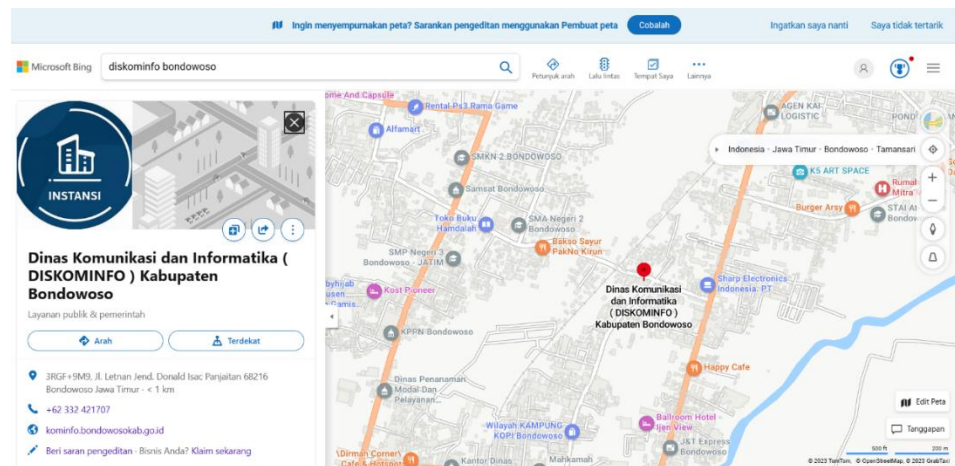 Ingin menyempurnakan peta? Sarankan pengeditan menggunakan Pembuat peta
Cobalah
Ingatkan saya nanti
Saya tidak tertarik
Microsoft Bing
diskominfo bondowoso
Petunjuk arah
Lalu lintas
Tempat Saya
Lainnya
INSTANSI
Dinas Komunikasi dan Informatika (
DISKOMINFO ) Kabupaten
Bondowoso
Layanan publik & pemerintah
Arah
Terdekat
3RGF+9M9, Jl. Letnan Jend. Donald Isac Panjaitan 68216
Bondowoso Jawa Timur - < 1 km
+62 332 421707
kominfo.bondowosokab.go.id
Beri saran pengeditan - Bisnis Anda? Klaim sekarang
ome And Capsule
Rental Ps3 Rama Game
Alfamart
SMKN 2 BONDOWOSO
Samsat Bondowoso
Toko Buku
Hamdalah
SMA Negeri 2
Bondowoso
Bakso Sayur
PakNo Kirun
SMP Negeri 3
Bondowoso - JATIM
Kost Pioneer
KPPN Bondowoso
Dinas Penanaman
Modal Dan
Pelayanan...
Wilayah KAMPUNG
KOPI Bondowoso
Kantor Dinas
Mahkamah
AGEN KAI
LOGISTIC
Indonesia · Jawa Timur · Bondowoso · Tamansari
K5 ART SPACE
Burger Arsy
Sharp Electronics
Indonesia, PT
Dinas Komunikasi
dan Informatika
( DISKOMINFO )
Kabupaten Bondowoso
Happy Cafe
Ballroom Hotel -
Ijen View
J&T Express
Bondowoso
Edit Peta
Tanggapan
500 ft
200 m
© 2023 TomTom, © OpenStreetMap, © 2023 GrabTaxi